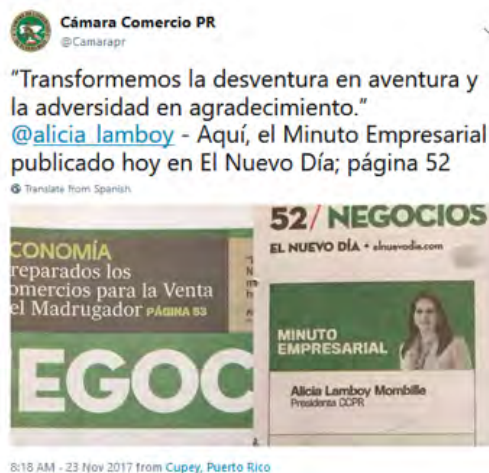 Cámara Comercio PR
@Camarapr
"Transformemos la desventura en aventura y
la adversidad en agradecimiento."
@alicia_lamboy - Aquí, el Minuto Empresarial
publicado hoy en El Nuevo Día; página 52
Translate from Spanish
CONOMÍA
reparados los
omercios para la Venta
el Madrugador PÁGINA 53
EGOC
52/ NEGOCIOS
EL NUEVO DÍA • elnuevodia.com
MINUTO
EMPRESARIAL
Alicia Lamboy Mombille
Presidenta CCPR
8:18 AM - 23 Nov 2017 from Cupey, Puerto Rico